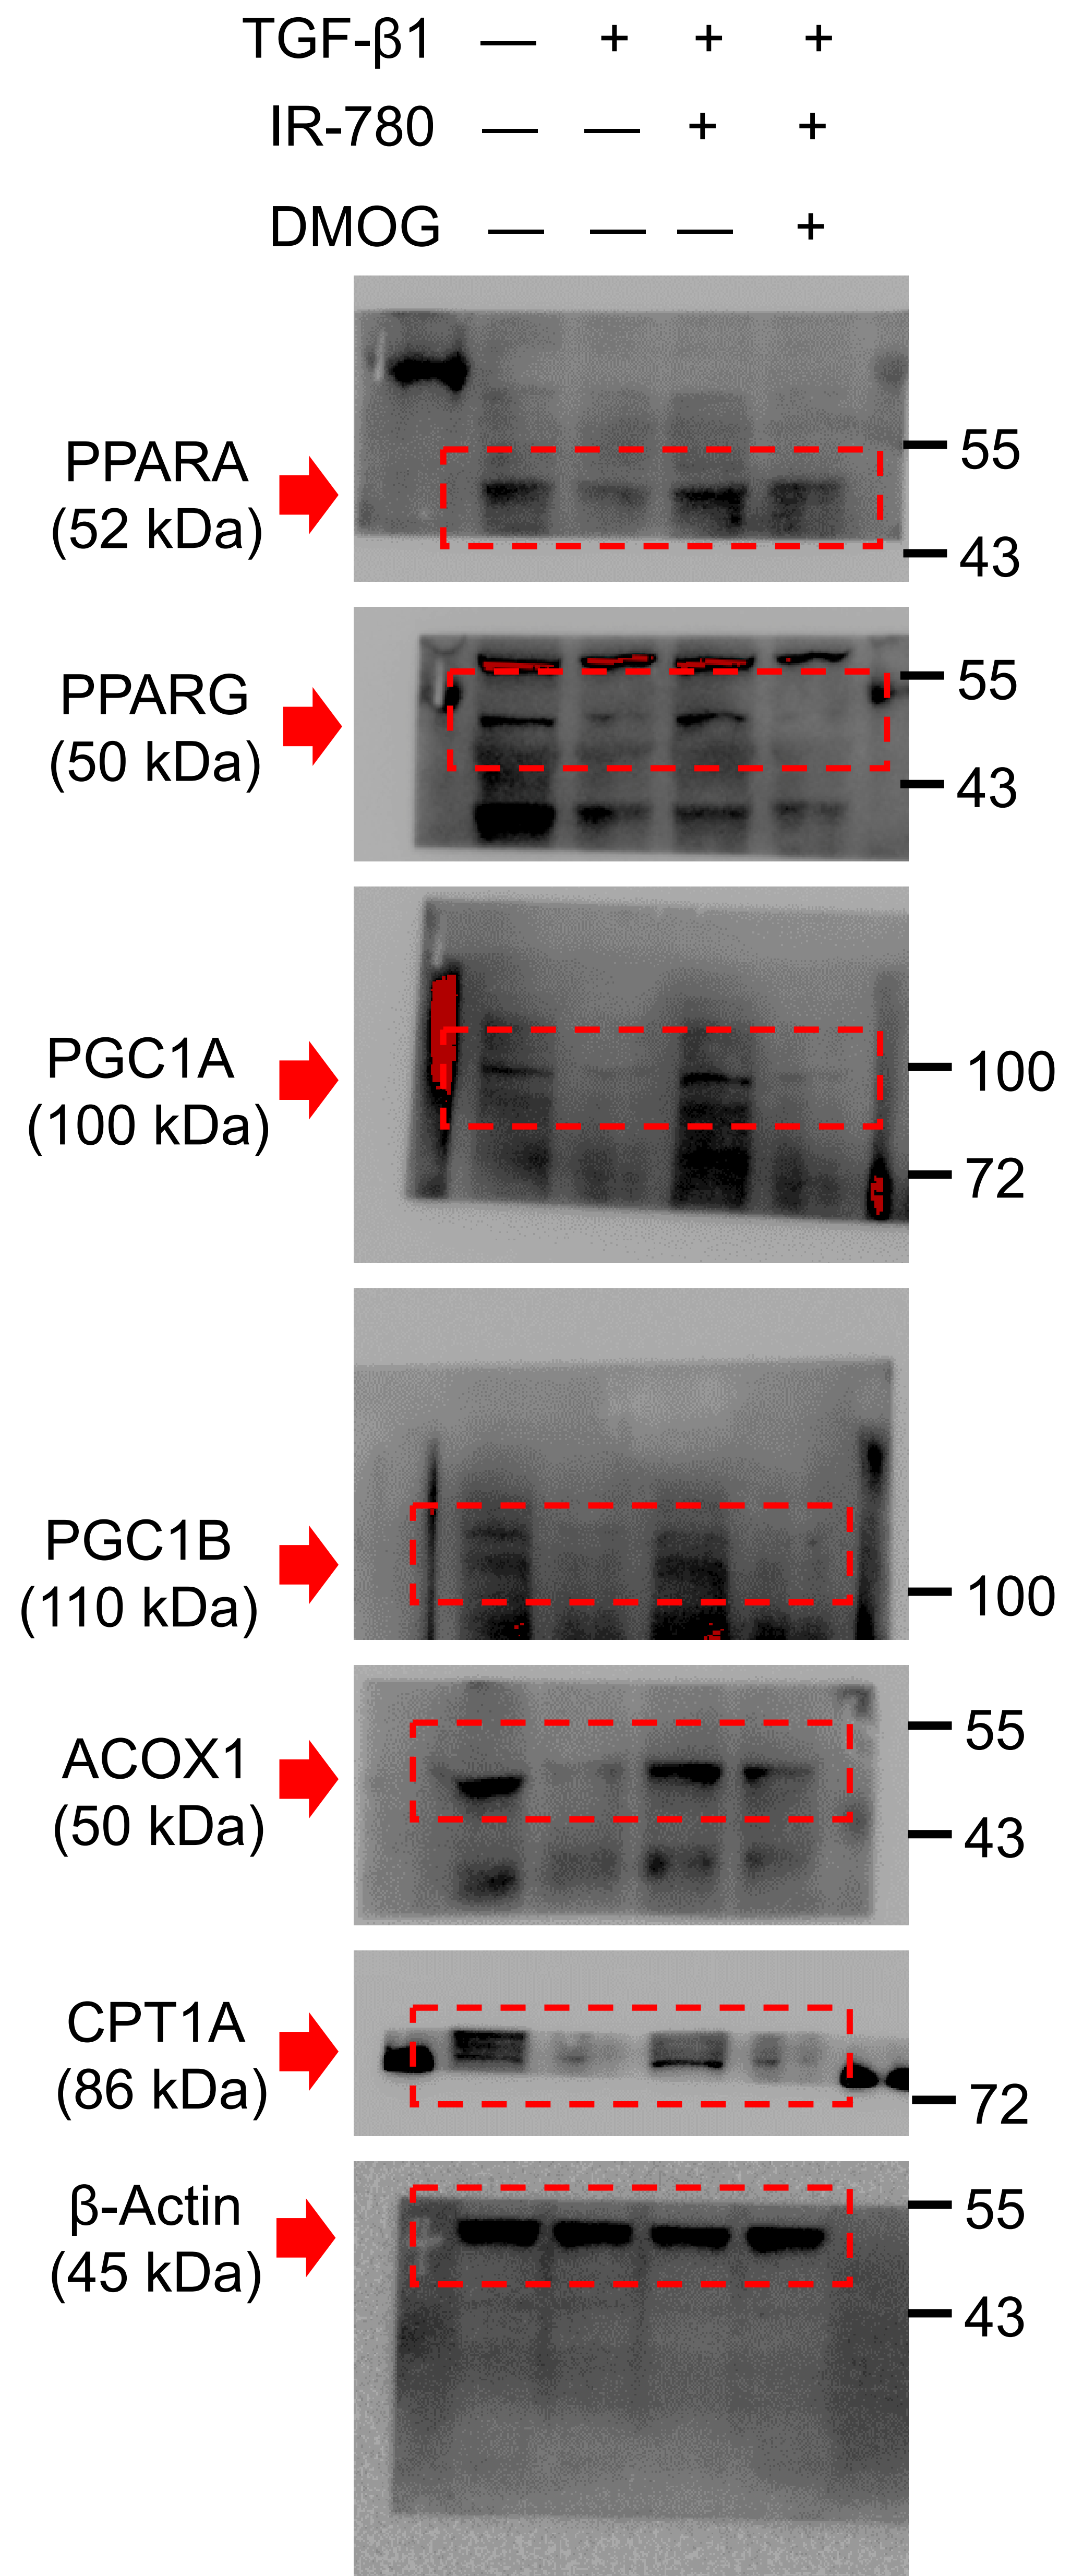 TGF-β1 — + + +
IR-780 — — + +
DMOG — — — +
55
PPARA
(52 kDa)
43
55
PPARG
(50 kDa)
43
PGC1A
(100 kDa)
100
72
PGC1B
(110 kDa)
100
55
ACOX1
(50 kDa)
43
CPT1A
(86 kDa)
72
β-Actin
(45 kDa)
55
43